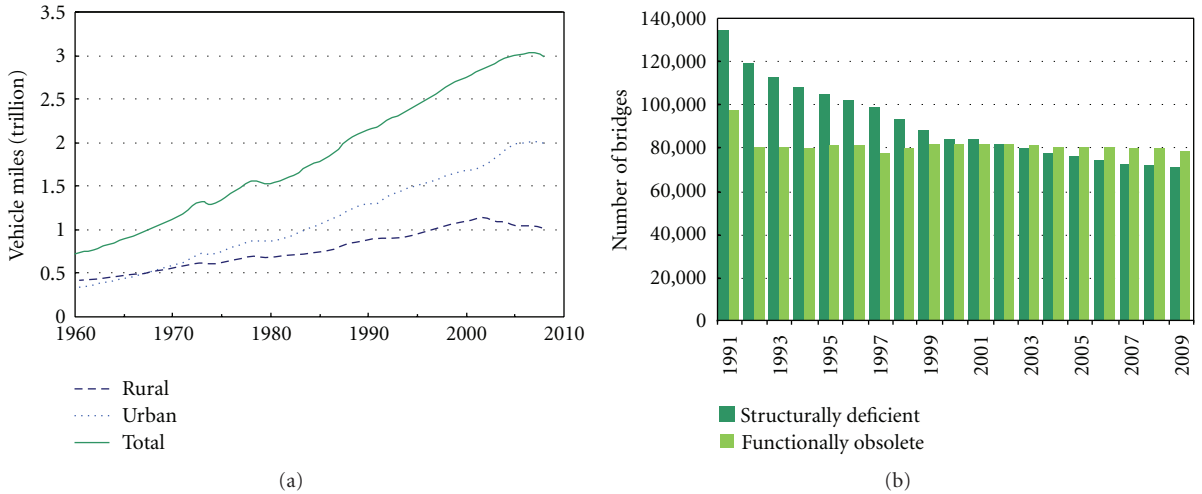 3.5
3
2.5
2
1.5
1
0.5
0
Vehicle miles (trillion)
1960 1970 1980 1990 2000 2010
Rural
Urban
Total
(a)
140,000
120,000
100,000
80,000
60,000
40,000
20,000
0
Number of bridges
1991 1993 1995 1997 1999 2001 2003 2005 2007 2009
Structurally deficient
Functionally obsolete
(b)